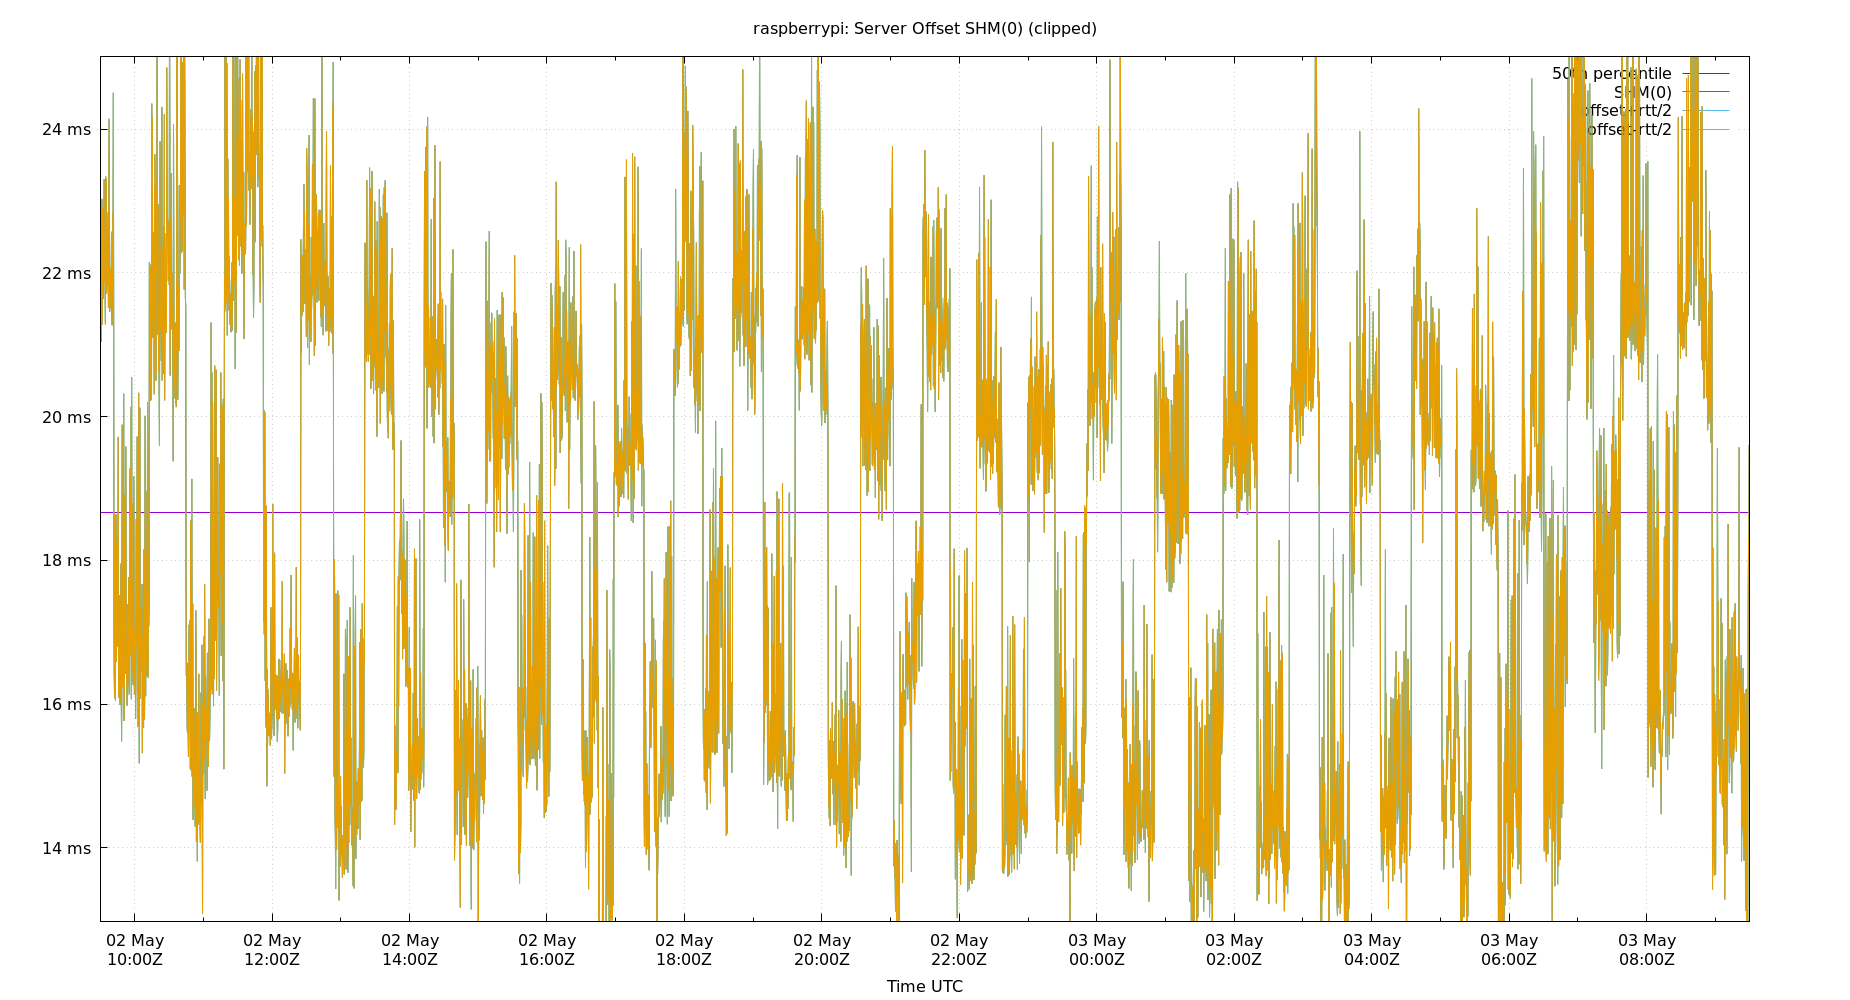 raspberrypi: Server Offset SHM(0) (clipped)
50th percentile
SHM(0)
offset-rtt/2
24 ms
22 ms
20 ms
18 ms
16 ms
14 ms
02 May 02 May 02 May 02 May 02 May 02 May 02 May 03 May 03 May 03 May 03 May 03 May
10:00Z 12:00Z 14:00Z 16:00Z 18:00Z 20:00Z 22:00Z 00:00Z 02:00Z 04:00Z 06:00Z 08:00Z
Time UTC